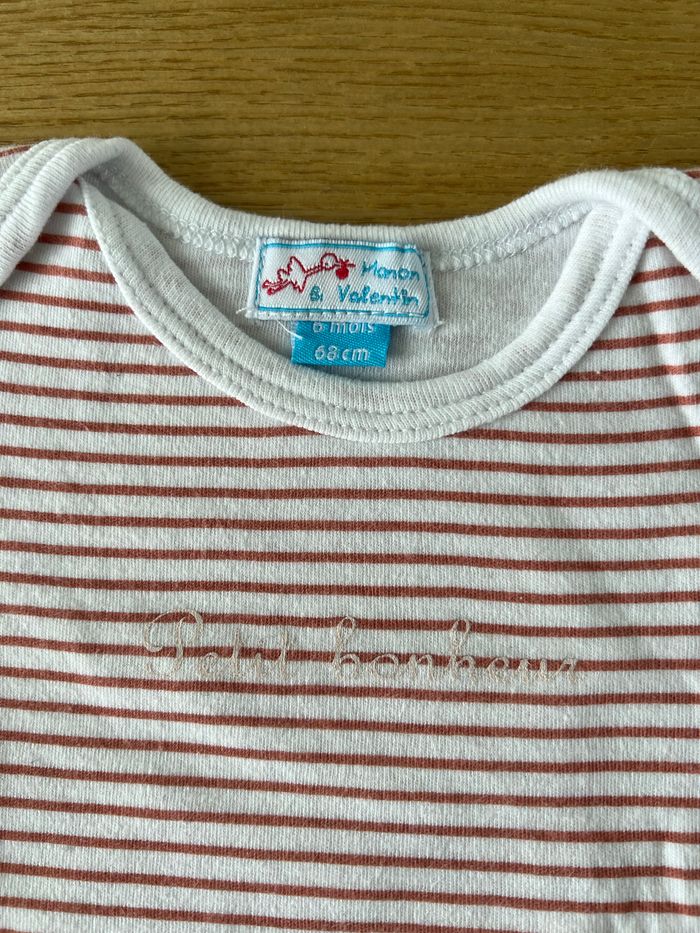 Manon
& Valentin
6 mois
68 cm
Petit bonheur